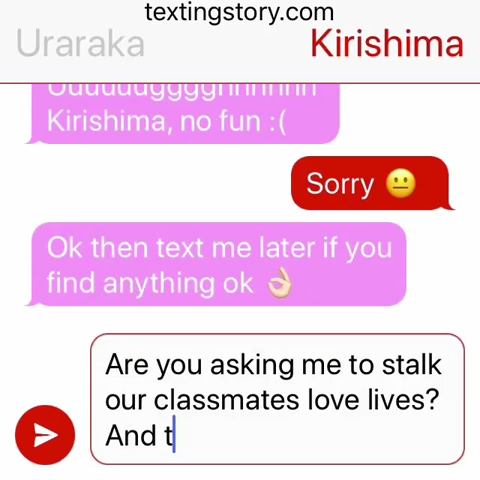 textingstory.com
Uraraka
Kirishima
Kirishima, no fun :(
Sorry 😐
Ok then text me later if you
find anything ok 👌🏻
Are you asking me to stalk
our classmates love lives?
And t